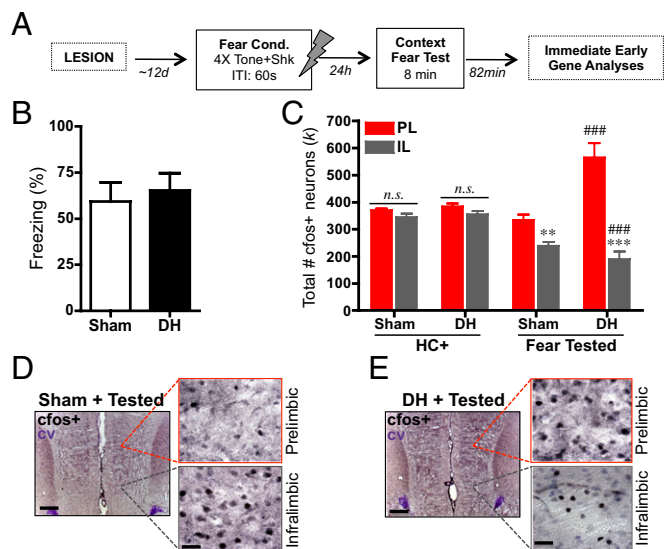 A
LESION
~12d
Fear Cond.
4X Tone+Shk
ITI: 60s
24h
Context
Fear Test
8 min
82min
Immediate Early
Gene Analyses
B
Freezing (%)
100
75
50
25
0
Sham DH
C
Total # cfos+ neurons (k)
700
600
500
400
300
200
100
0
PL
IL
n.s.
n.s.
**
###
###
***
Sham DH Sham DH
HC+ Fear Tested
D
Sham + Tested
cfos+
cv
Prelimbic
Infralimbic
E
DH + Tested
cfos+
cv
Prelimbic
Infralimbic